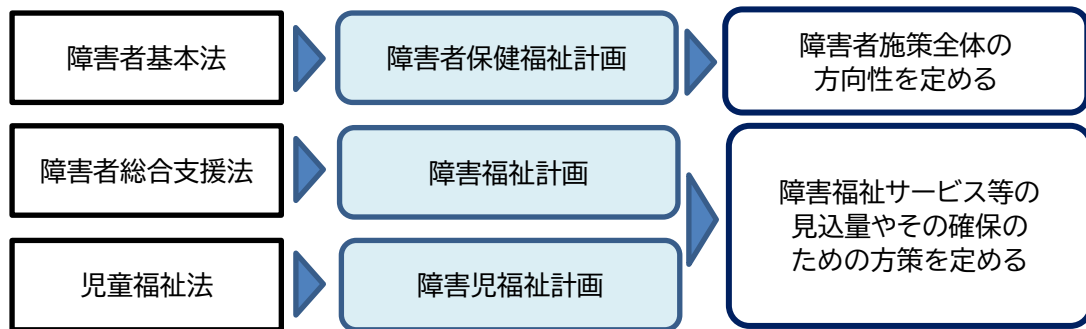 障害者基本法
障害者保健福祉計画
障害者施策全体の
方向性を定める
障害者総合支援法
障害福祉計画
障害福祉サービス等の
見込量やその確保の
ための方策を定める
児童福祉法
障害児福祉計画